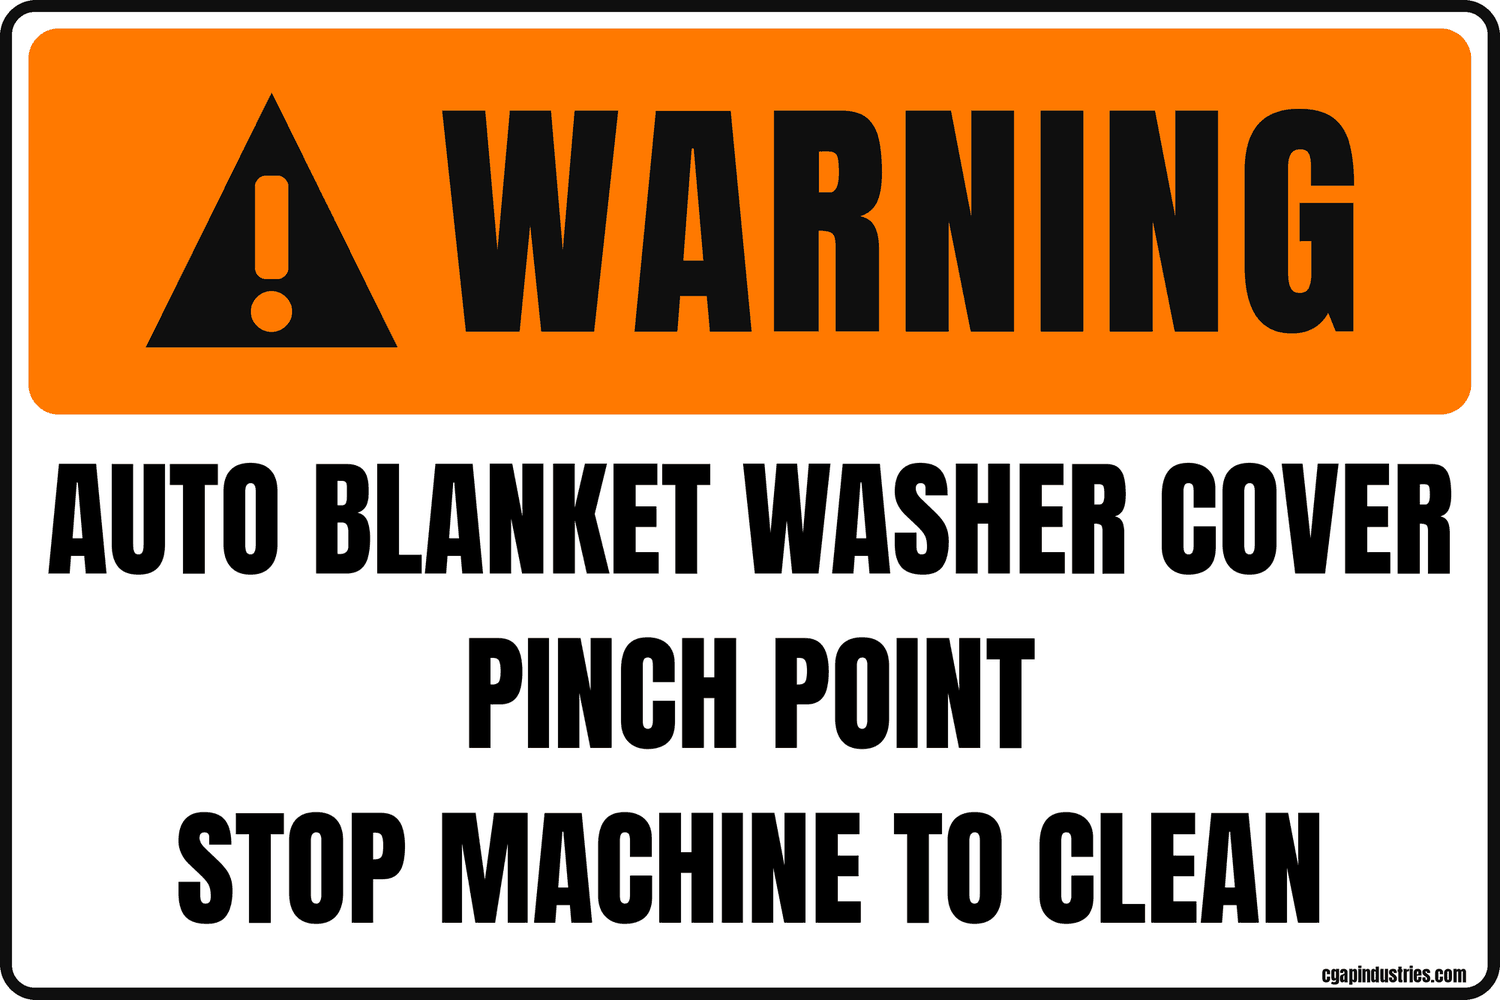 WARNING
AUTO BLANKET WASHER COVER
PINCH POINT
STOP MACHINE TO CLEAN
cgapindustries.com